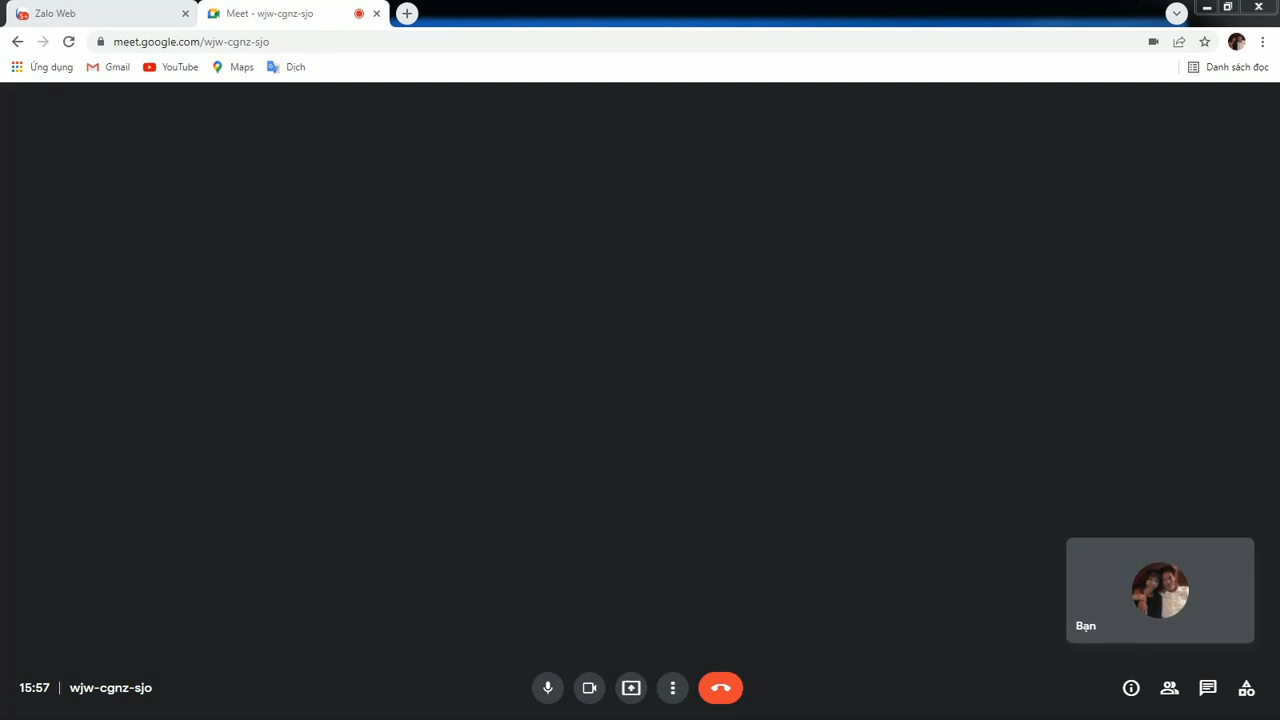 Zalo Web
Meet - wjw-cgnz-sjo
meet.google.com/wjw-cgnz-sjo
Ứng dụng Gmail YouTube Maps Dịch Danh sách đọc
Bạn
15:57 | wjw-cgnz-sjo